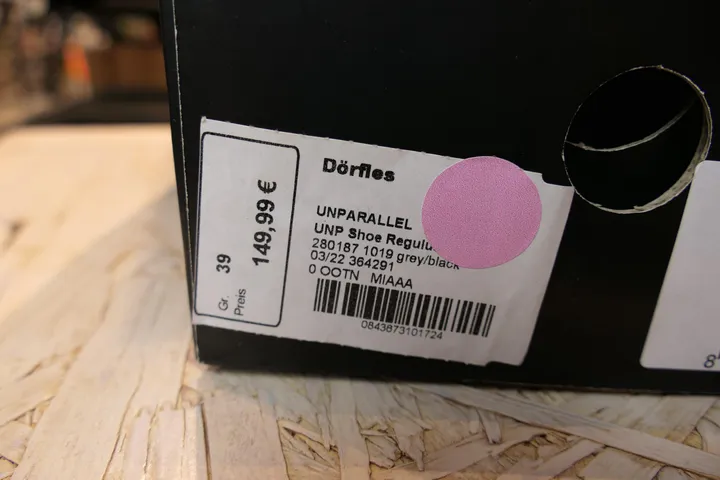 Dörfles
Gr. 39
Preis 149,99 €
UNPARALLEL
UNP Shoe
280187 1019 grey/black
03/22 364291
0 OOTN MIAAA
0843873101724
8